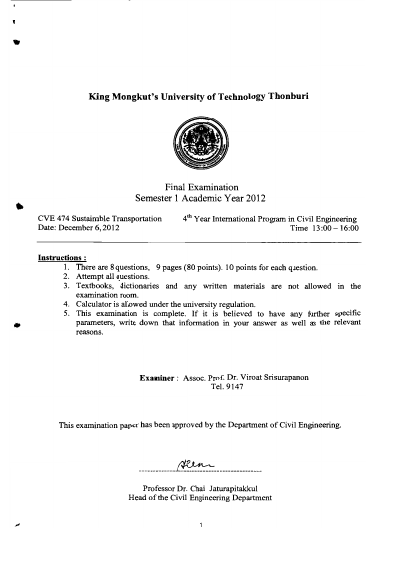 King Mongkut's University of Technology Thonburi
Final Examination
Semester 1 Academic Year 2012
CVE 474 Sustainable Transportation 4th Year International Program in Civil Engineering
Date: December 6, 2012 Time 13:00 – 16:00
Instructions :
1. There are 8 questions, 9 pages (80 points). 10 points for each question.
2. Attempt all questions.
3. Textbooks, dictionaries and any written materials are not allowed in the
examination room.
4. Calculator is allowed under the university regulation.
5. This examination is complete. If it is believed to have any further specific
parameters, write down that information in your answer as well as the relevant
reasons.
Examiner : Assoc. Prof. Dr. Viroat Srisurapanon
Tel. 9147
This examination paper has been approved by the Department of Civil Engineering.
Professor Dr. Chai Jaturapitakkul
Head of the Civil Engineering Department
1